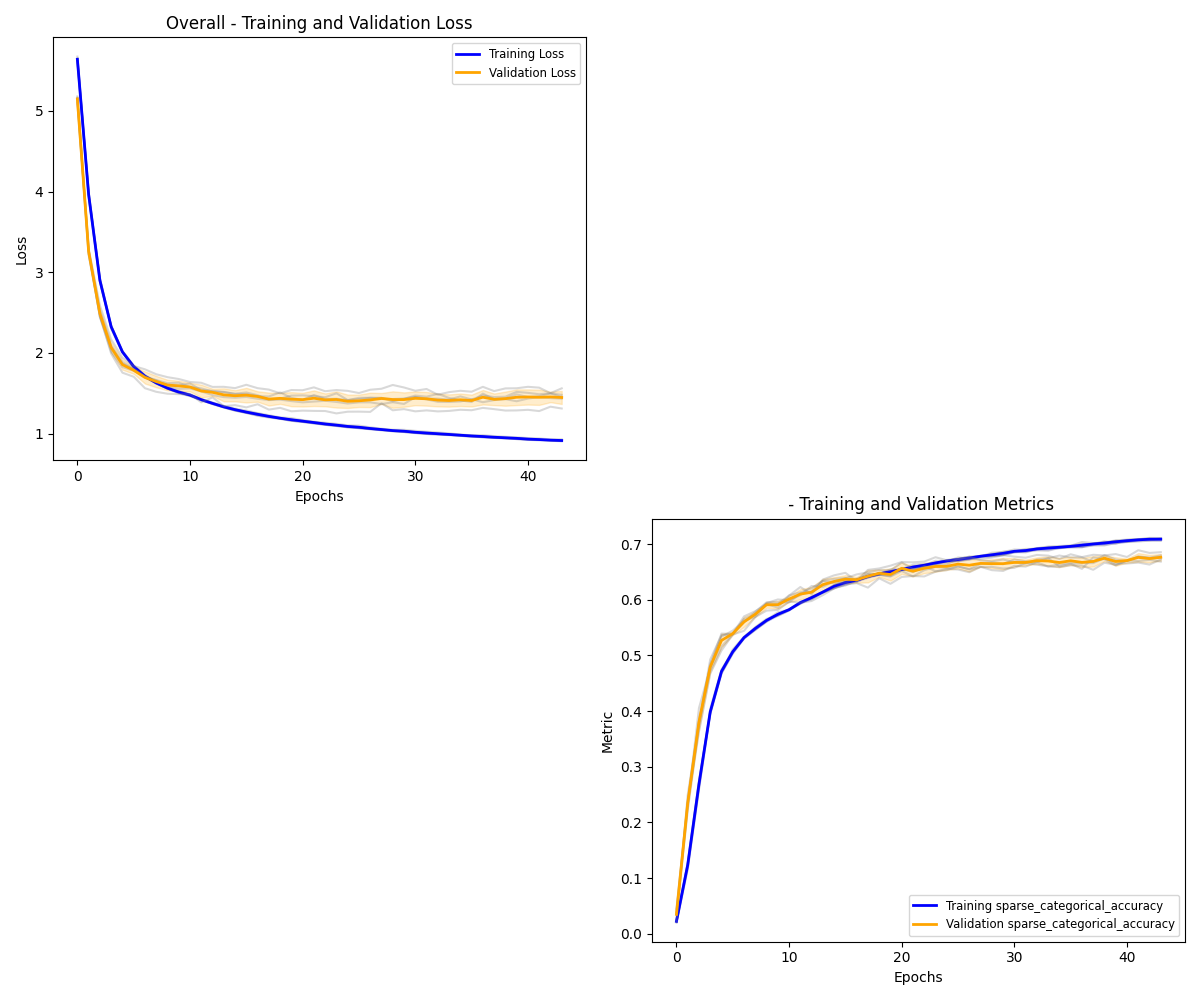 Overall - Training and Validation Loss
Training Loss
Validation Loss
5
4
3
2
1
Loss
0 10 20 30 40
Epochs
- Training and Validation Metrics
0.7
0.6
0.5
0.4
0.3
0.2
0.1
0.0
Metric
Training sparse_categorical_accuracy
Validation sparse_categorical_accuracy
0 10 20 30 40
Epochs